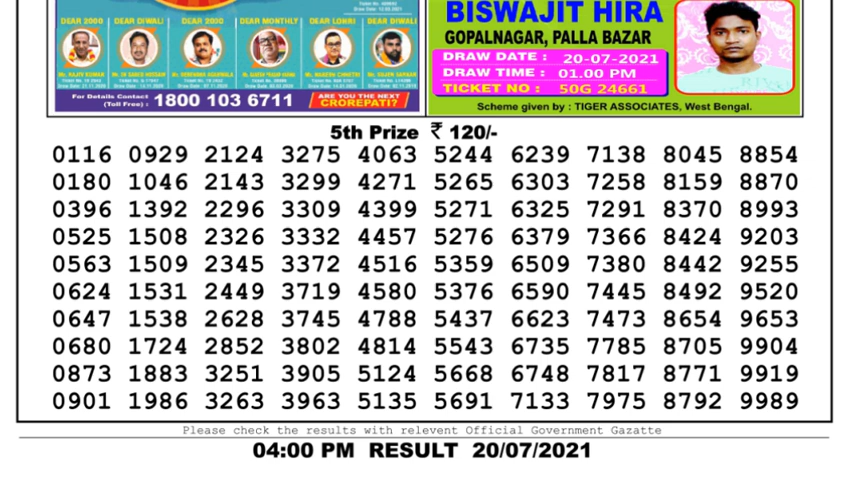 DEAR 2000 DEAR DIWALI DEAR 2000 DEAR MONTHLY DEAR LOHRI DEAR DIWALI
For Details Contact
(Toll Free) : 1800 103 6711
ARE YOU THE NEXT
CROREPATI?
BISWAJIT HIRA
GOPALNAGAR, PALLA BAZAR
DRAW DATE : 20-07-2021
DRAW TIME : 01.00 PM
TICKET NO : 50G 24661
Scheme given by : TIGER ASSOCIATES, West Bengal.
5th Prize ₹ 120/-
0116 0929 2124 3275 4063 5244 6239 7138 8045 8854
0180 1046 2143 3299 4271 5265 6303 7258 8159 8870
0396 1392 2296 3309 4399 5271 6325 7291 8370 8993
0525 1508 2326 3332 4457 5276 6379 7366 8424 9203
0563 1509 2345 3372 4516 5359 6509 7380 8442 9255
0624 1531 2449 3719 4580 5376 6590 7445 8492 9520
0647 1538 2628 3745 4788 5437 6623 7473 8654 9653
0680 1724 2852 3802 4814 5543 6735 7785 8705 9904
0873 1883 3251 3905 5124 5668 6748 7817 8771 9919
0901 1986 3263 3963 5135 5691 7133 7975 8792 9989
Please check the results with relevent Official Government Gazatte
04:00 PM RESULT 20/07/2021